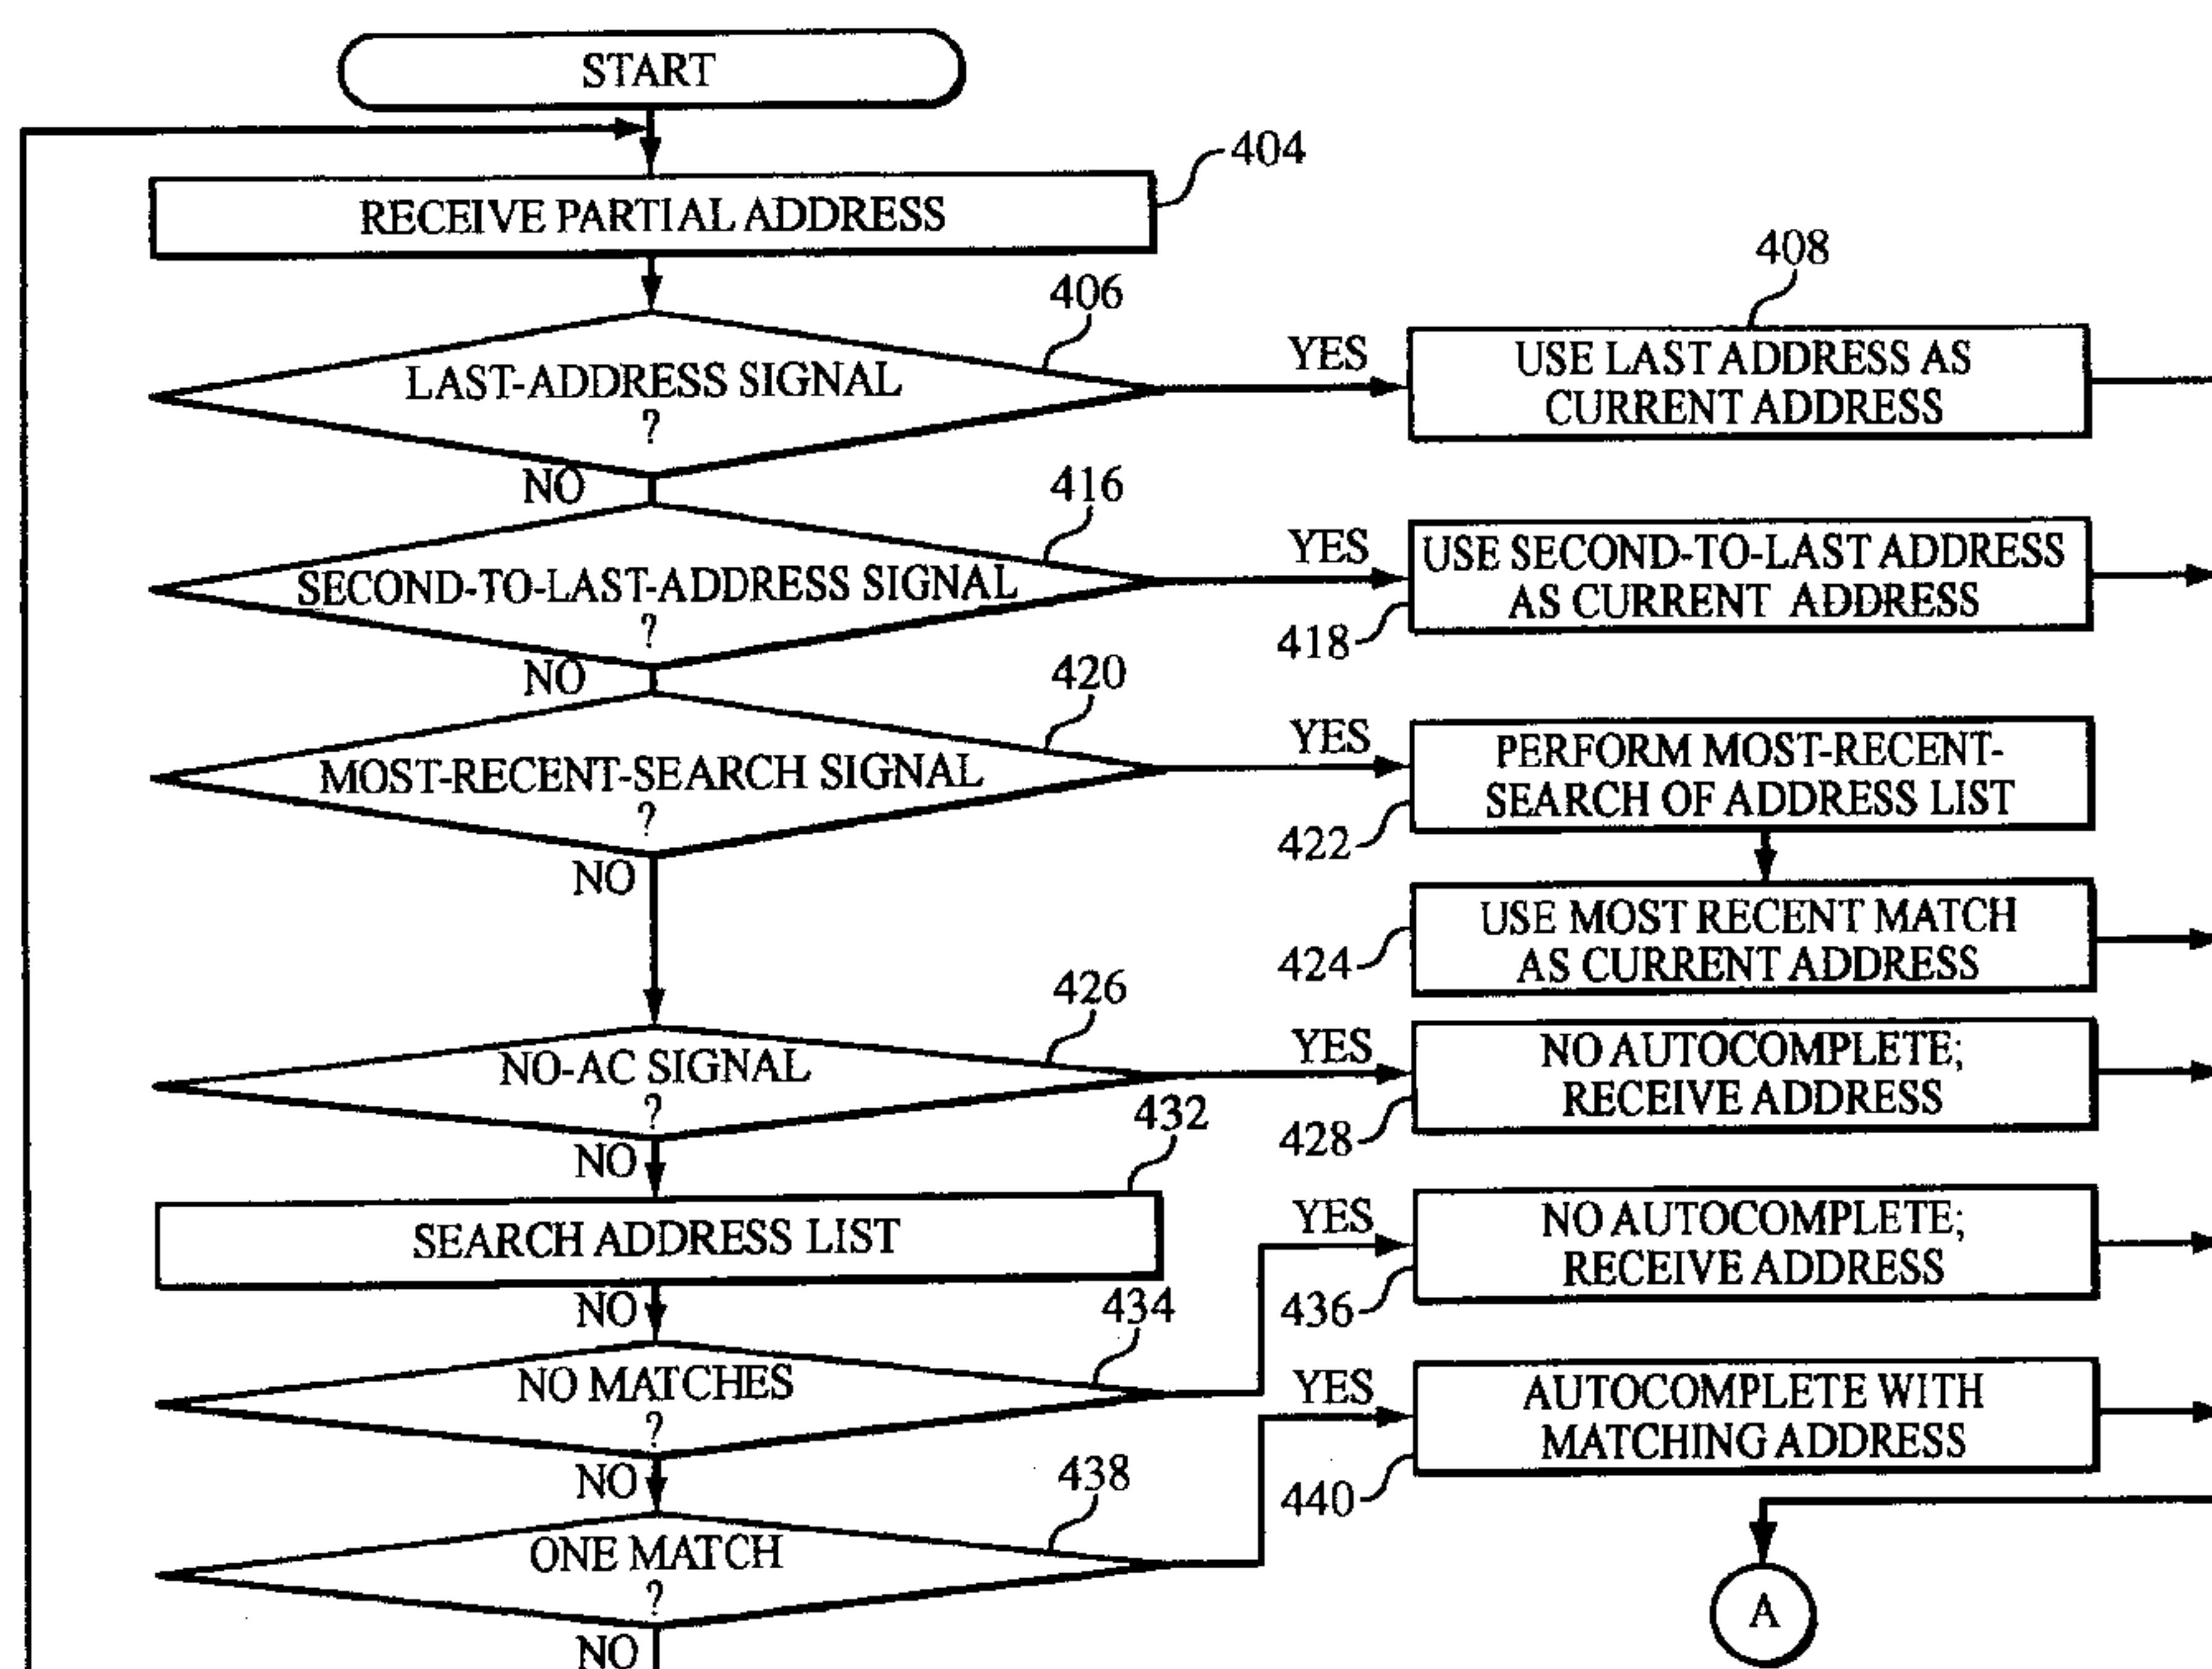 START
404
RECEIVE PARTIAL ADDRESS
406
LAST-ADDRESS SIGNAL
?
YES
408
USE LAST ADDRESS AS
CURRENT ADDRESS
NO
416
SECOND-TO-LAST-ADDRESS SIGNAL
?
YES
USE SECOND-TO-LAST ADDRESS
AS CURRENT ADDRESS
418
NO
420
MOST-RECENT-SEARCH SIGNAL
?
YES
PERFORM MOST-RECENT-
SEARCH OF ADDRESS LIST
422
USE MOST RECENT MATCH
AS CURRENT ADDRESS
424
NO
426
NO-AC SIGNAL
?
YES
NO AUTOCOMPLETE;
RECEIVE ADDRESS
428
NO
432
SEARCH ADDRESS LIST
NO
434
NO MATCHES
?
YES
NO AUTOCOMPLETE;
RECEIVE ADDRESS
436
NO
438
ONE MATCH
?
YES
AUTOCOMPLETE WITH
MATCHING ADDRESS
440
NO
A